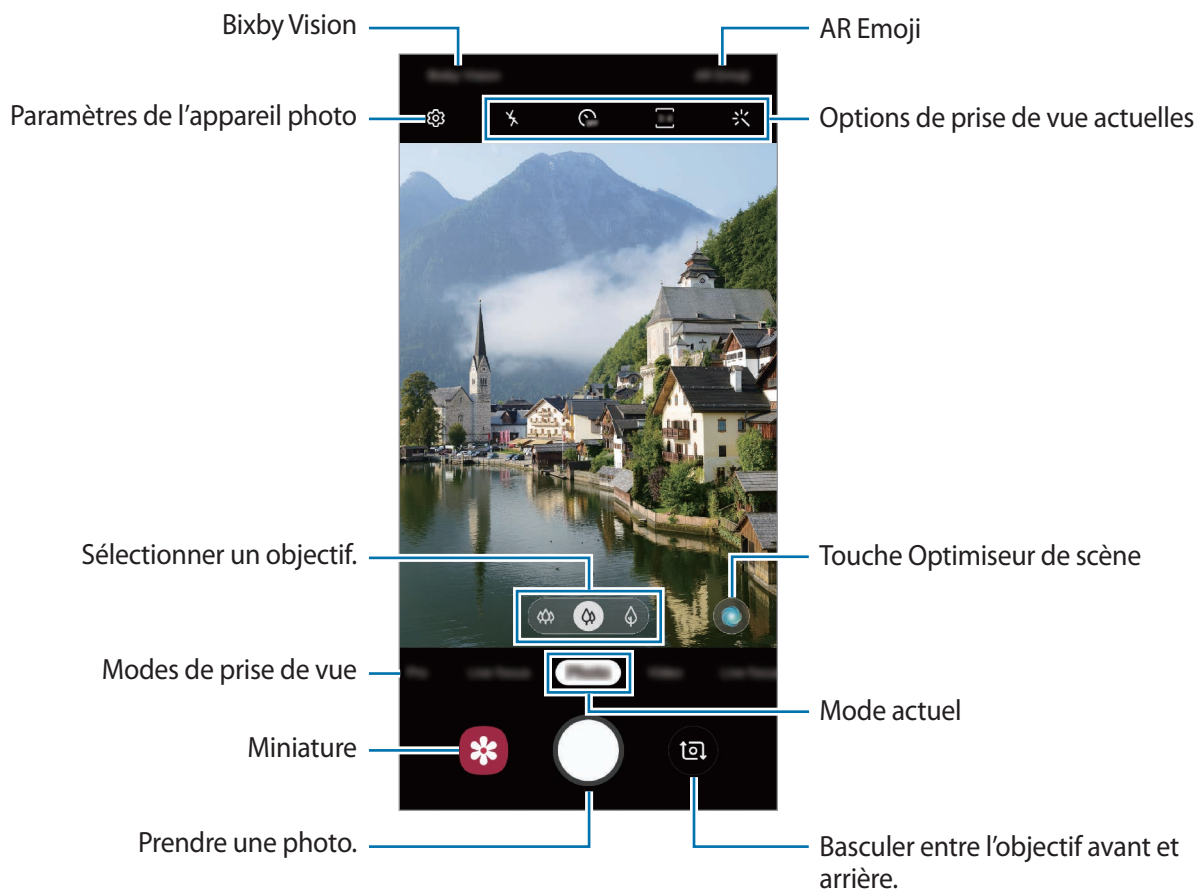 Bixby Vision
AR Emoji
Paramètres de l'appareil photo
Options de prise de vue actuelles
Sélectionner un objectif.
Touche Optimiseur de scène
Modes de prise de vue
Mode actuel
Miniature
Prendre une photo.
Basculer entre l'objectif avant et
arrière.